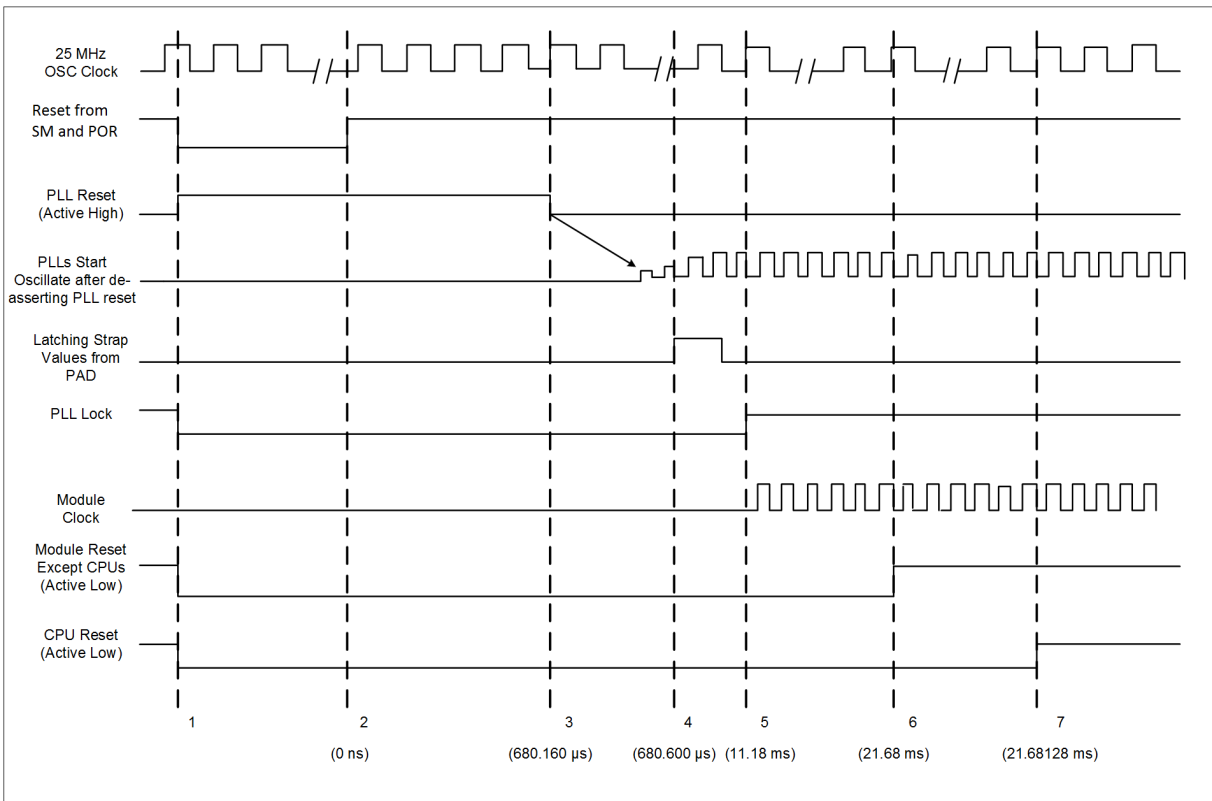 25 MHz
OSC Clock
Reset from
SM and POR
PLL Reset
(Active High)
PLLs Start
Oscillate after de-
asserting PLL reset
Latching Strap
Values from
PAD
PLL Lock
Module
Clock
Module Reset
Except CPUs
(Active Low)
CPU Reset
(Active Low)
1 2 3 4 5 6 7
(0 ns) (680.160 µs) (680.600 µs) (11.18 ms) (21.68 ms) (21.68128 ms)